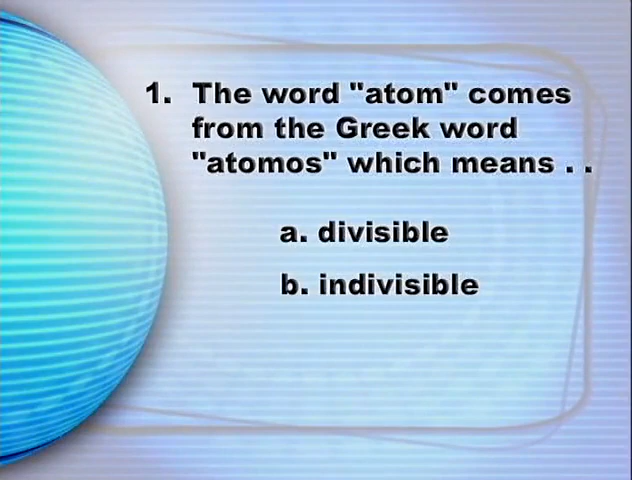 1. The word "atom" comes
from the Greek word
"atomos" which means . .
a. divisible
b. indivisible